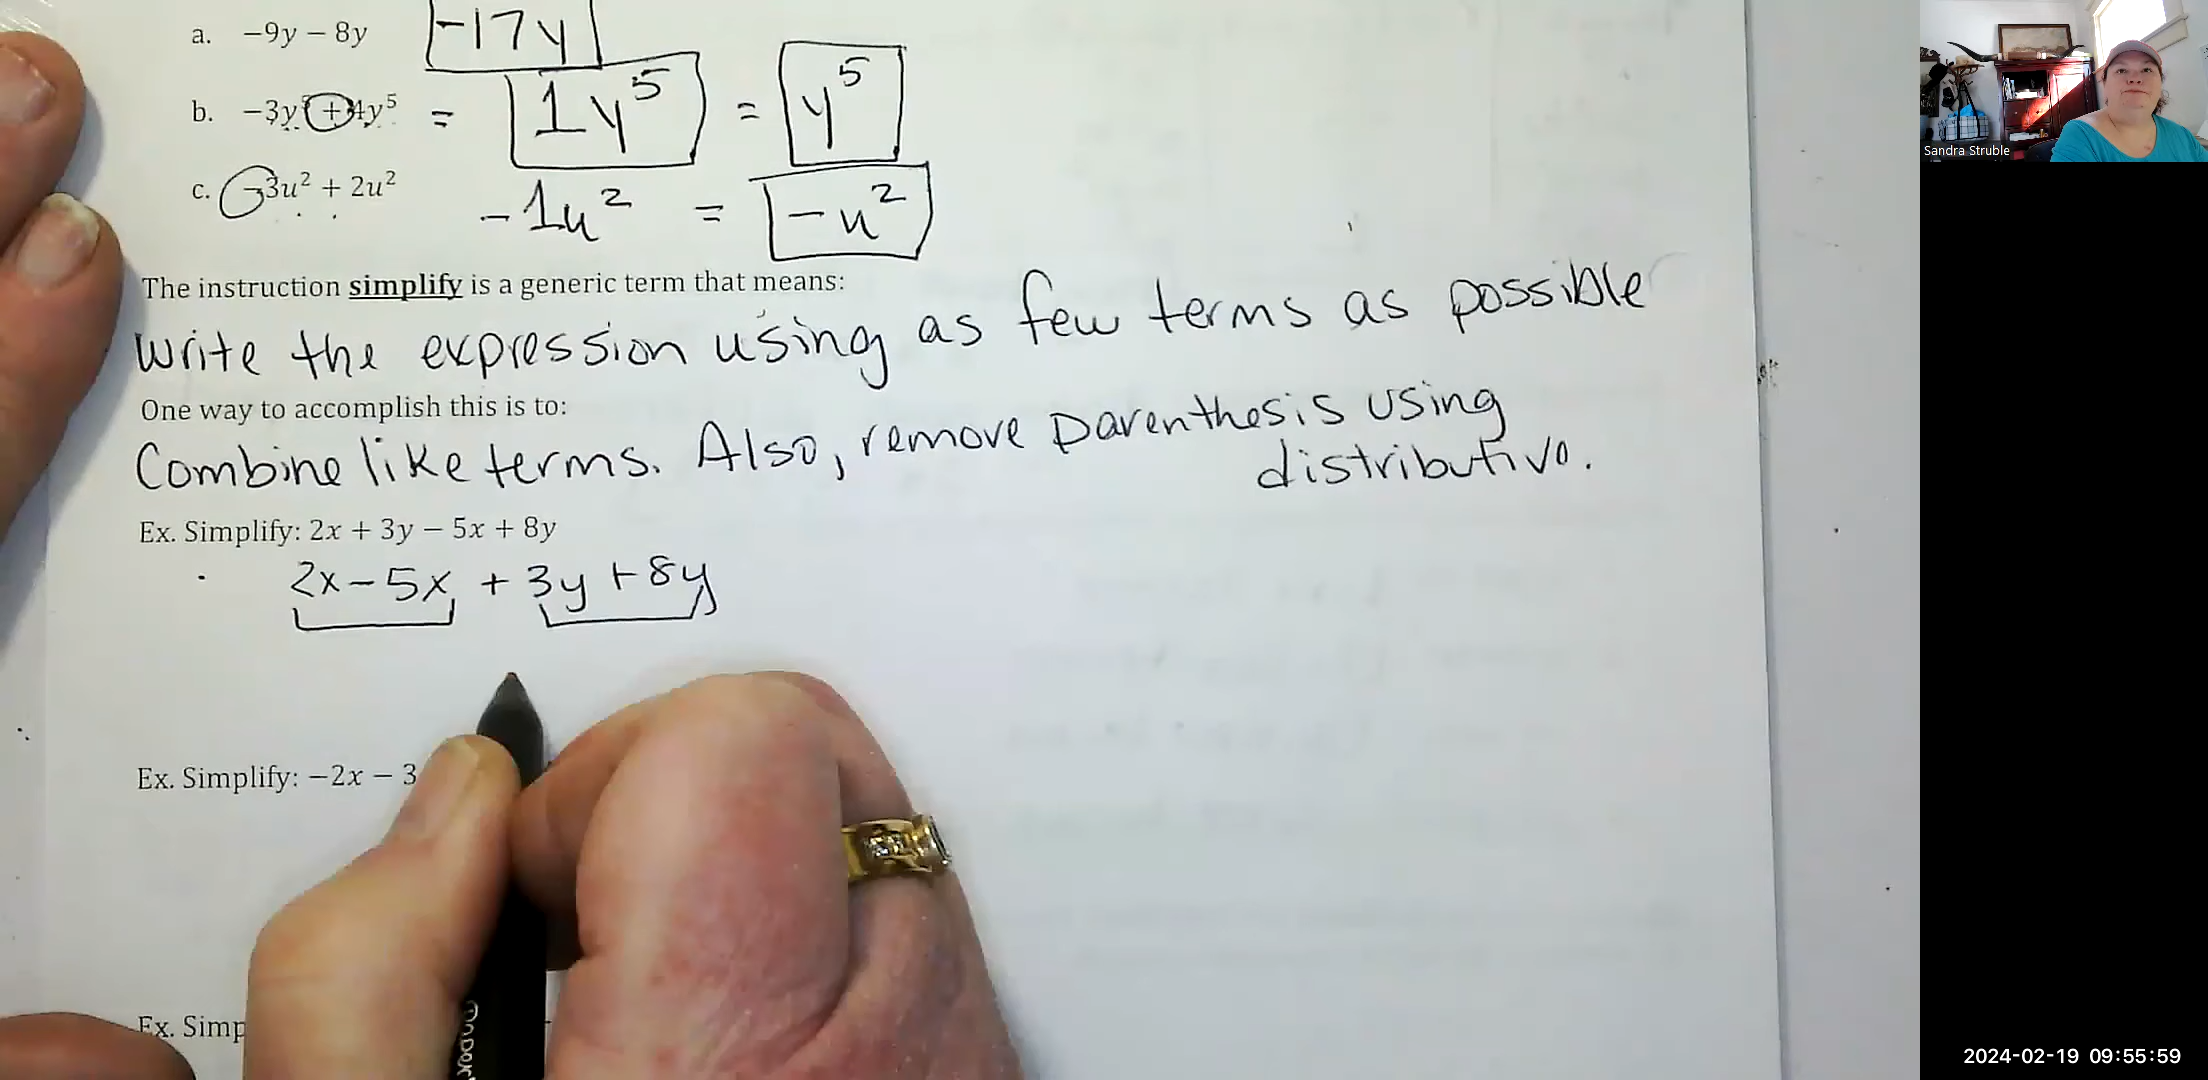 a. −9y − 8y -17y
b. −3y⁵ + 4y⁵ = 1y⁵ = y⁵
c. −3u² + 2u² -1u² = -u²
The instruction simplify is a generic term that means:
write the expression using as few terms as possible
One way to accomplish this is to:
Combine like terms. Also, remove parenthesis using
distributive.
Ex. Simplify: 2x + 3y − 5x + 8y
2x - 5x + 3y + 8y
Ex. Simplify: −2x − 3
Ex. Simp
Sandra Struble
2024-02-19 09:55:59